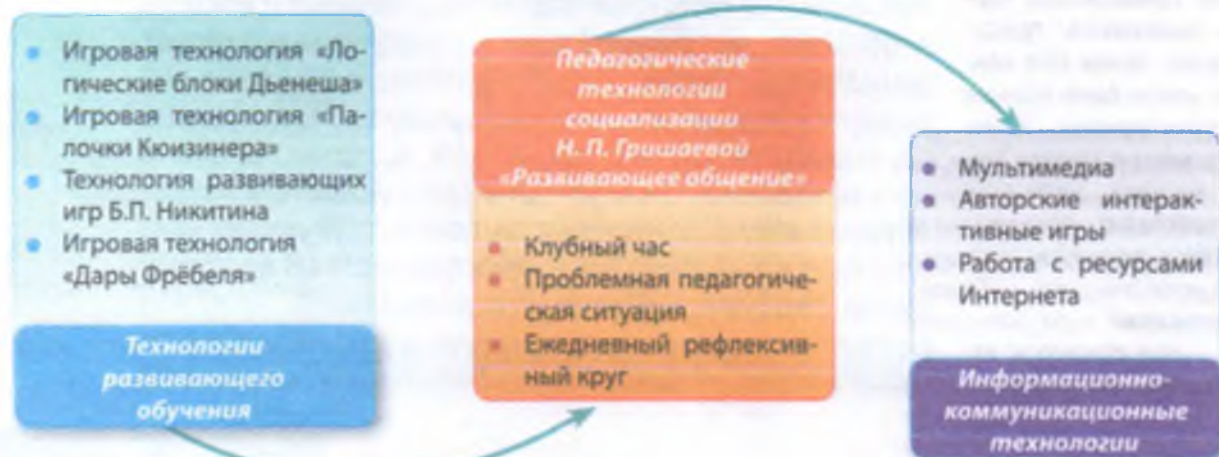 Игровая технология «Ло-
гические блоки Дьенеша»
Игровая технология «Па-
лочки Кюизинера»
Технология развивающих
игр Б.П. Никитина
Игровая технология
«Дары Фрёбеля»
Технологии
развивающего
обучения
Педагогические
технологии
социализации
Н. П. Гришаевой
«Развивающее общение»
Клубный час
Проблемная педагогиче-
ская ситуация
Ежедневный рефлексив-
ный круг
Мультимедиа
Авторские интерак-
тивные игры
Работа с ресурсами
Интернета
Информационно-
коммуникационные
технологии